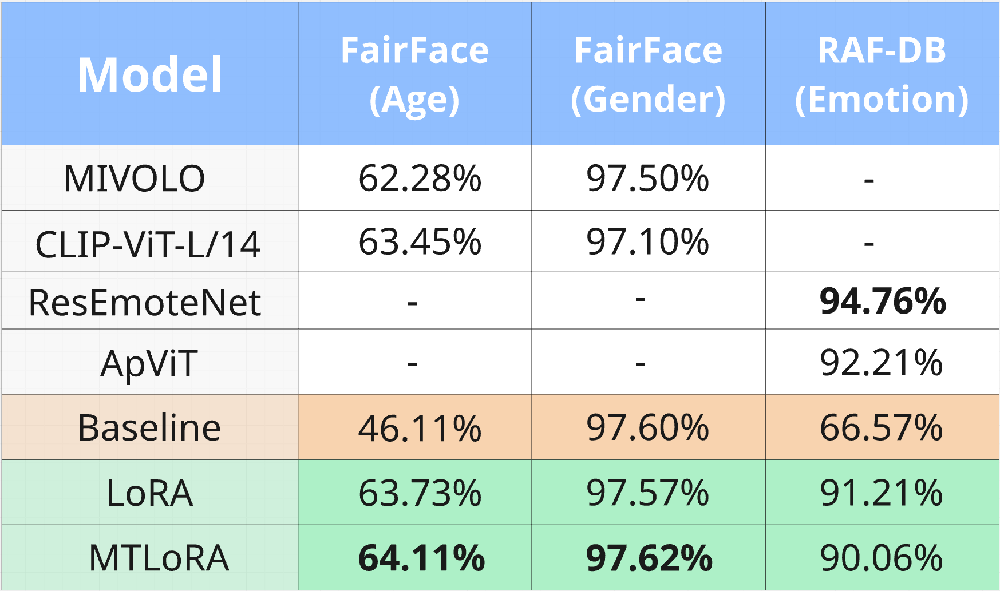 Model FairFace (Age) FairFace (Gender) RAF-DB (Emotion)
MIVOLO 62.28% 97.50% -
CLIP-ViT-L/14 63.45% 97.10% -
ResEmoteNet - - 94.76%
ApViT - - 92.21%
Baseline 46.11% 97.60% 66.57%
LoRA 63.73% 97.57% 91.21%
MTLoRA 64.11% 97.62% 90.06%